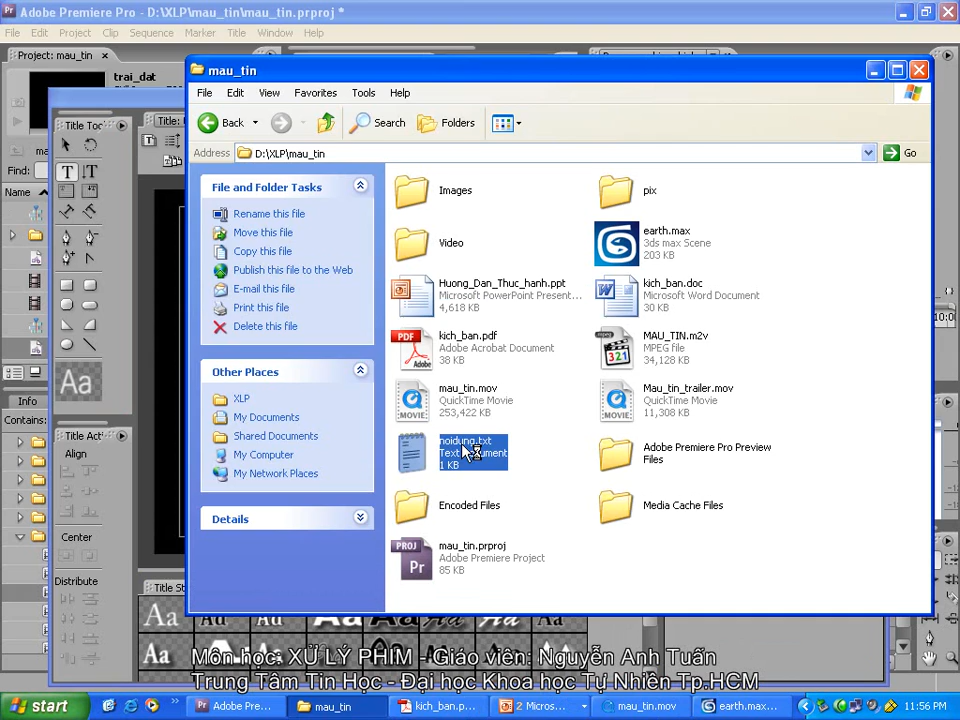 Adobe Premiere Pro - D:\XLP\mau_tin\mau_tin.prproj *
File Edit Project Clip Sequence Marker Title Window Help
Project: mau_tin
trai_dat
Find:
Name
Info
Title Actions
Align
Center
Distribute
mau_tin
File Edit View Favorites Tools Help
Back Search Folders
Address D:\XLP\mau_tin Go
File and Folder Tasks
Rename this file
Move this file
Copy this file
Publish this file to the Web
E-mail this file
Print this file
Delete this file
Other Places
XLP
My Documents
Shared Documents
My Computer
My Network Places
Details
Images
pix
Video
earth.max
3ds max Scene
203 KB
Huong_Dan_Thuc_hanh.ppt
Microsoft PowerPoint Present...
4,618 KB
kich_ban.doc
Microsoft Word Document
30 KB
kich_ban.pdf
Adobe Acrobat Document
38 KB
MAU_TIN.m2v
MPEG file
34,128 KB
mau_tin.mov
QuickTime Movie
253,422 KB
Mau_tin_trailer.mov
QuickTime Movie
11,308 KB
noidung.txt
Text Document
1 KB
Adobe Premiere Pro Preview
Files
Encoded Files
Media Cache Files
mau_tin.prproj
Adobe Premiere Project
85 KB
Môn học: XỬ LÝ PHIM - Giáo viên: Nguyễn Anh Tuấn
Trung Tâm Tin Học - Đại học Khoa học Tự Nhiên Tp.HCM
start
Adobe Pre...
mau_tin
kich_ban.p...
2 Micros...
mau_tin.mov
earth.max...
11:56 PM